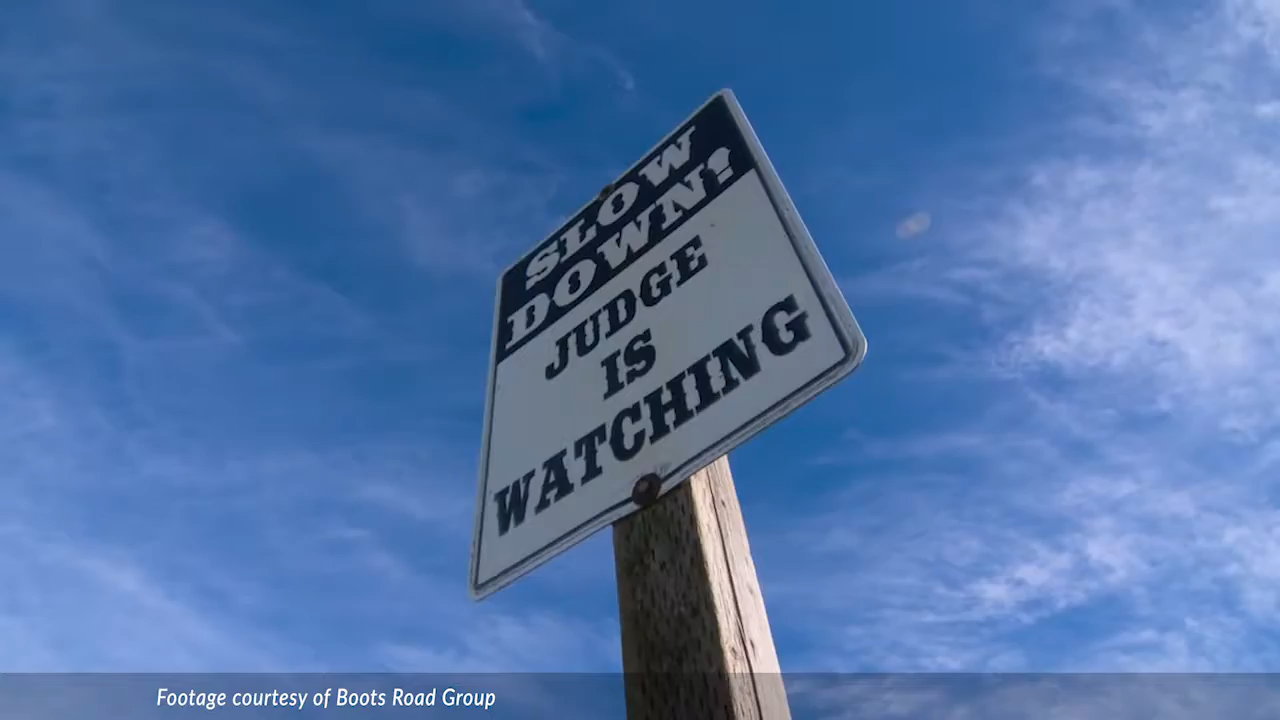 SLOW
DOWN!
JUDGE
IS
WATCHING
Footage courtesy of Boots Road Group